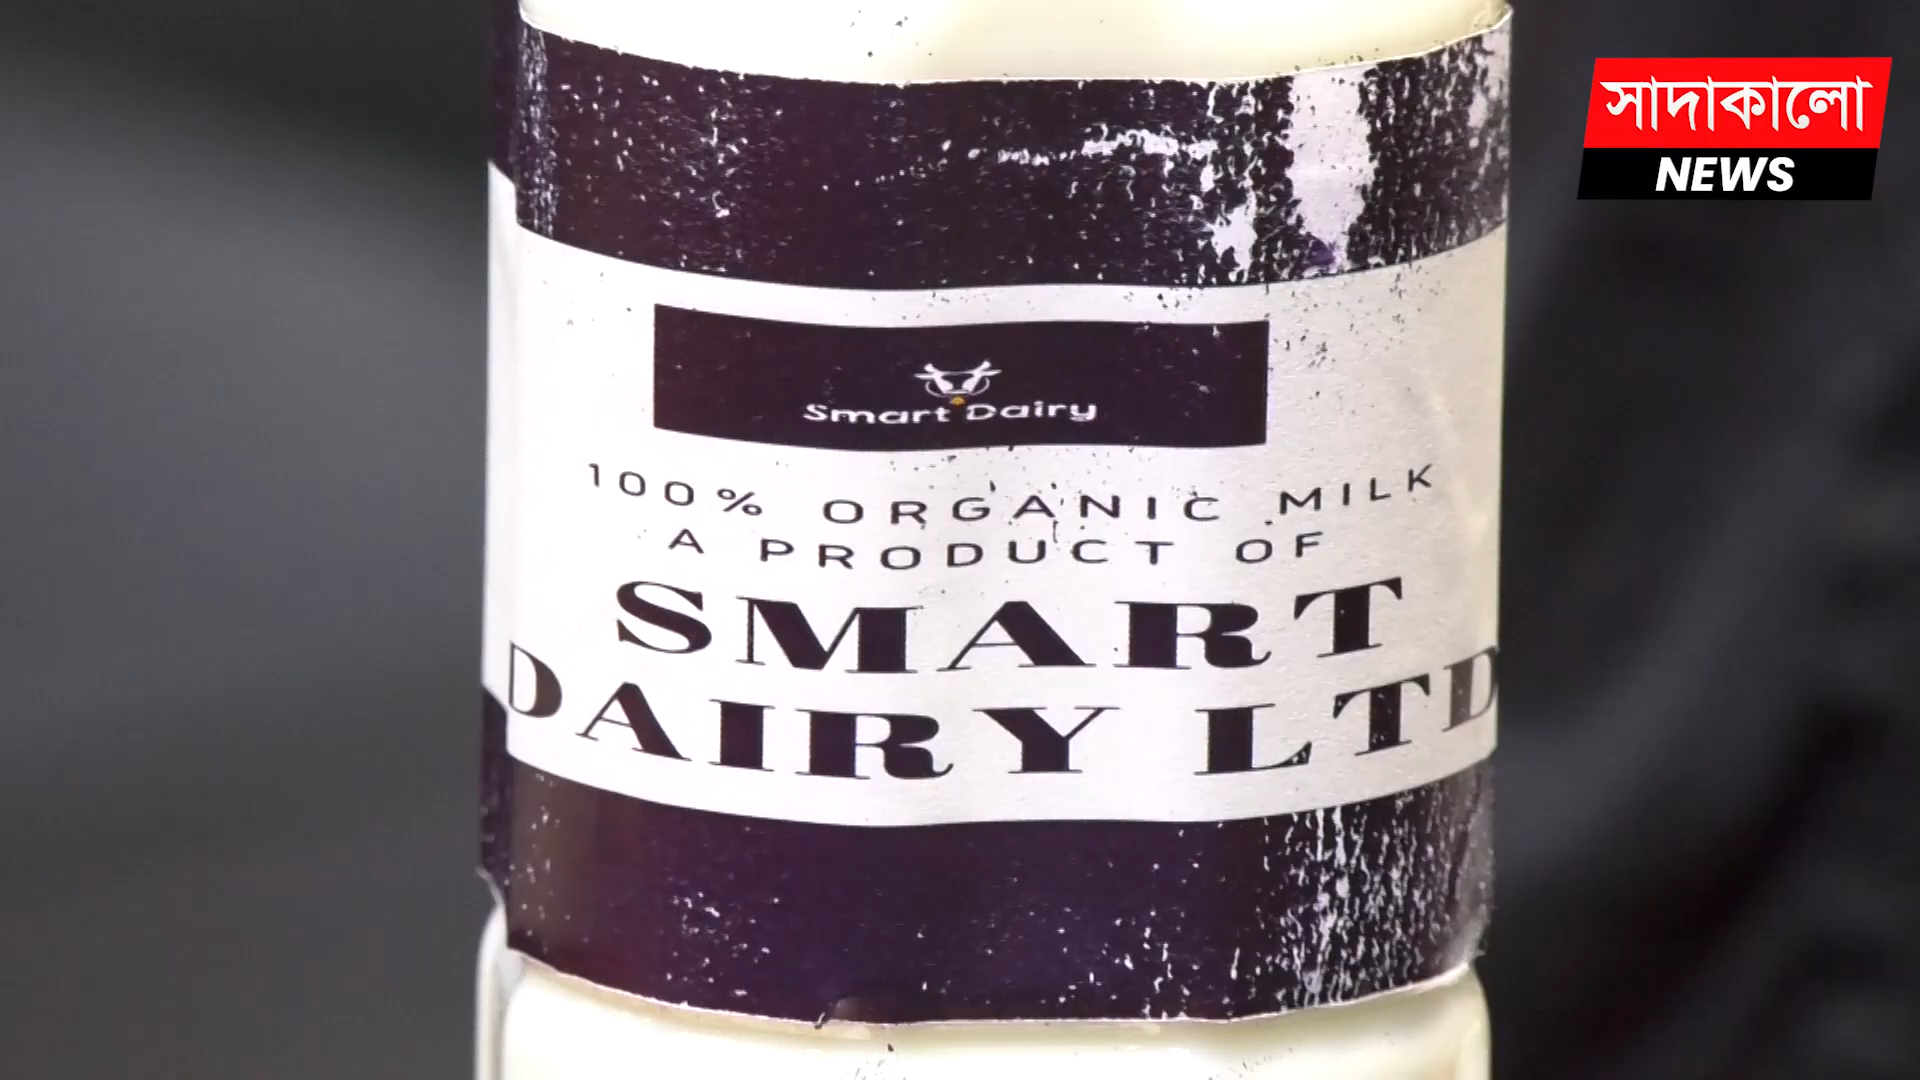 সাদাকালো
NEWS
Smart Dairy
100% ORGANIC MILK
A PRODUCT OF
SMART
DAIRY LTD